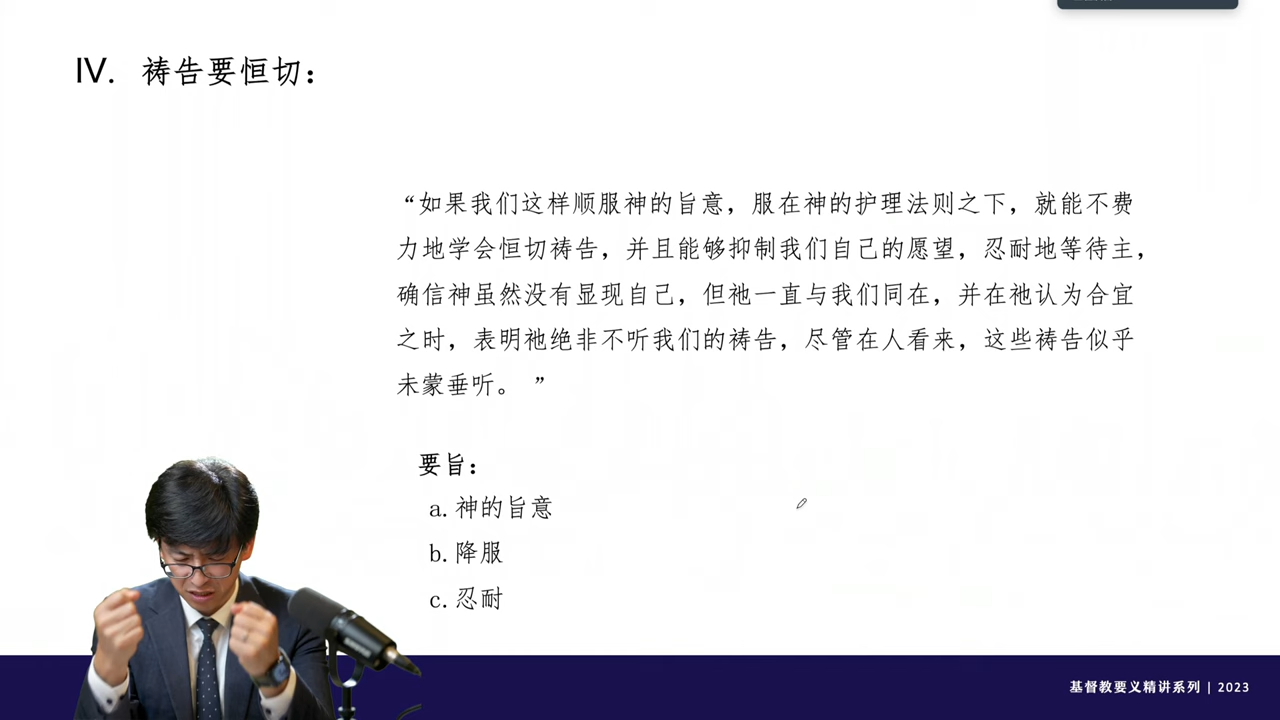 IV. 祷告要恒切：
“如果我们这样顺服神的旨意，服在神的护理法则之下，就能不费
力地学会恒切祷告，并且能够抑制我们自己的愿望，忍耐地等待主，
确信神虽然没有显现自己，但祂一直与我们同在，并在祂认为合宜
之时，表明祂绝非不听我们的祷告，尽管在人看来，这些祷告似乎
未蒙垂听。 ”
要旨：
a. 神的旨意
b. 降服
c. 忍耐
基督教要义精讲系列 | 2023